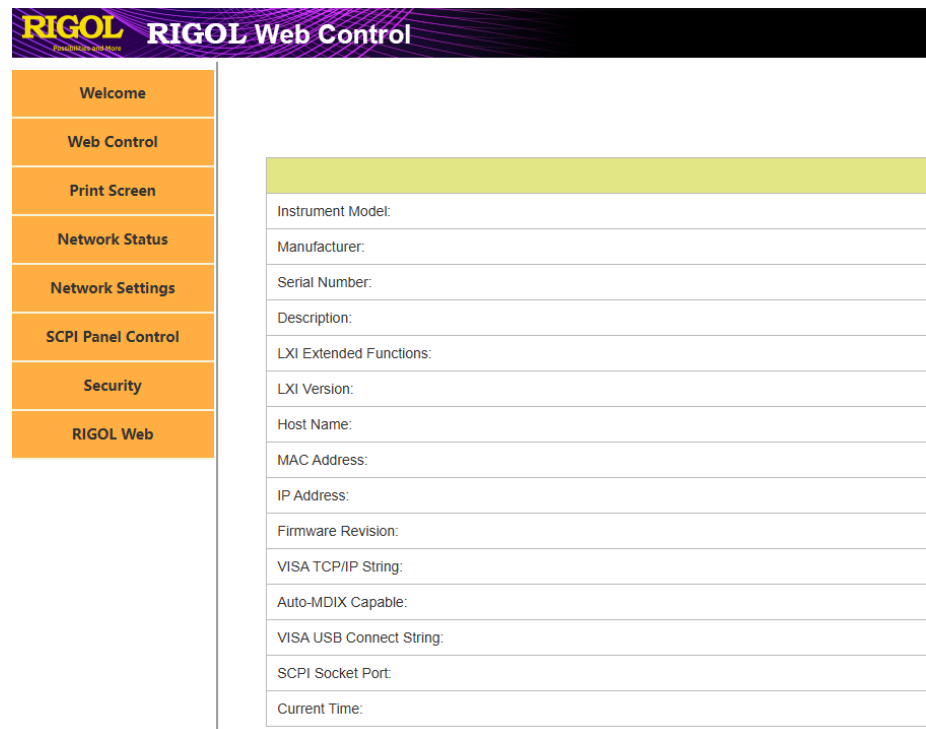 RIGOL
Possibilities and More
RIGOL Web Control
Welcome
Web Control
Print Screen
Network Status
Network Settings
SCPI Panel Control
Security
RIGOL Web
Instrument Model:
Manufacturer:
Serial Number:
Description:
LXI Extended Functions:
LXI Version:
Host Name:
MAC Address:
IP Address:
Firmware Revision:
VISA TCP/IP String:
Auto-MDIX Capable:
VISA USB Connect String:
SCPI Socket Port:
Current Time: